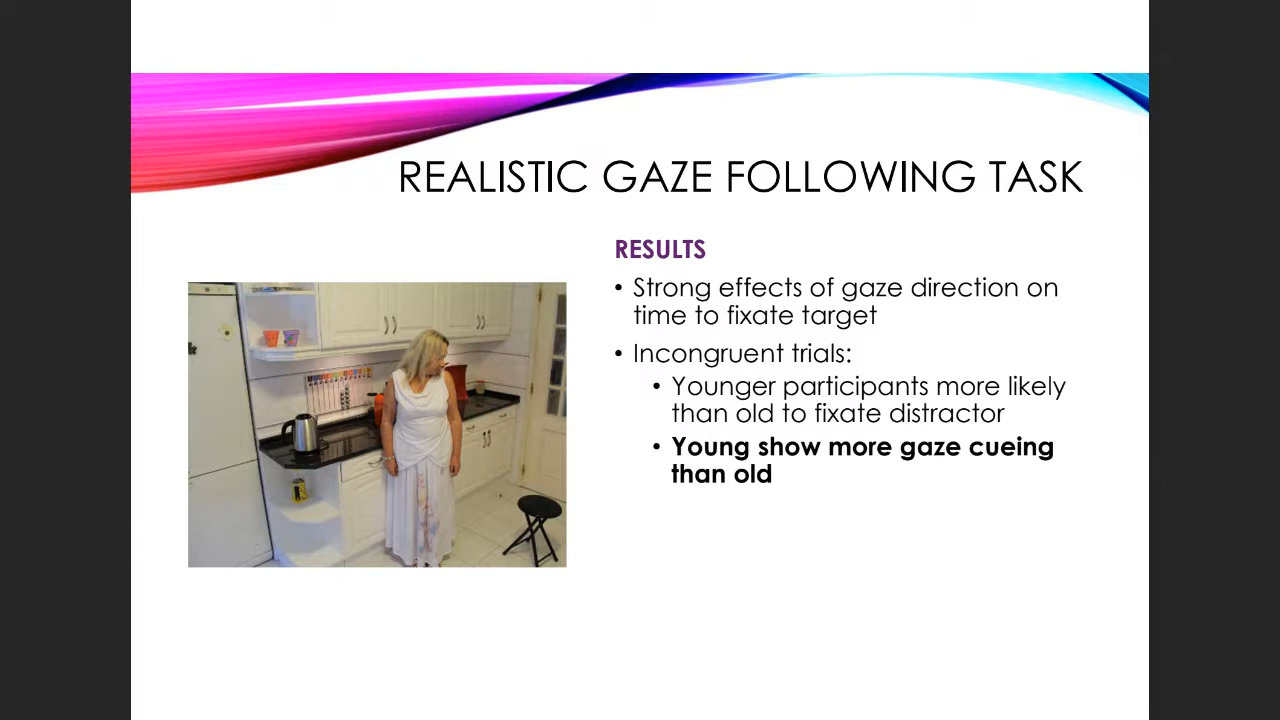 REALISTIC GAZE FOLLOWING TASK
RESULTS
• Strong effects of gaze direction on
time to fixate target
• Incongruent trials:
• Younger participants more likely
than old to fixate distractor
• Young show more gaze cueing
than old